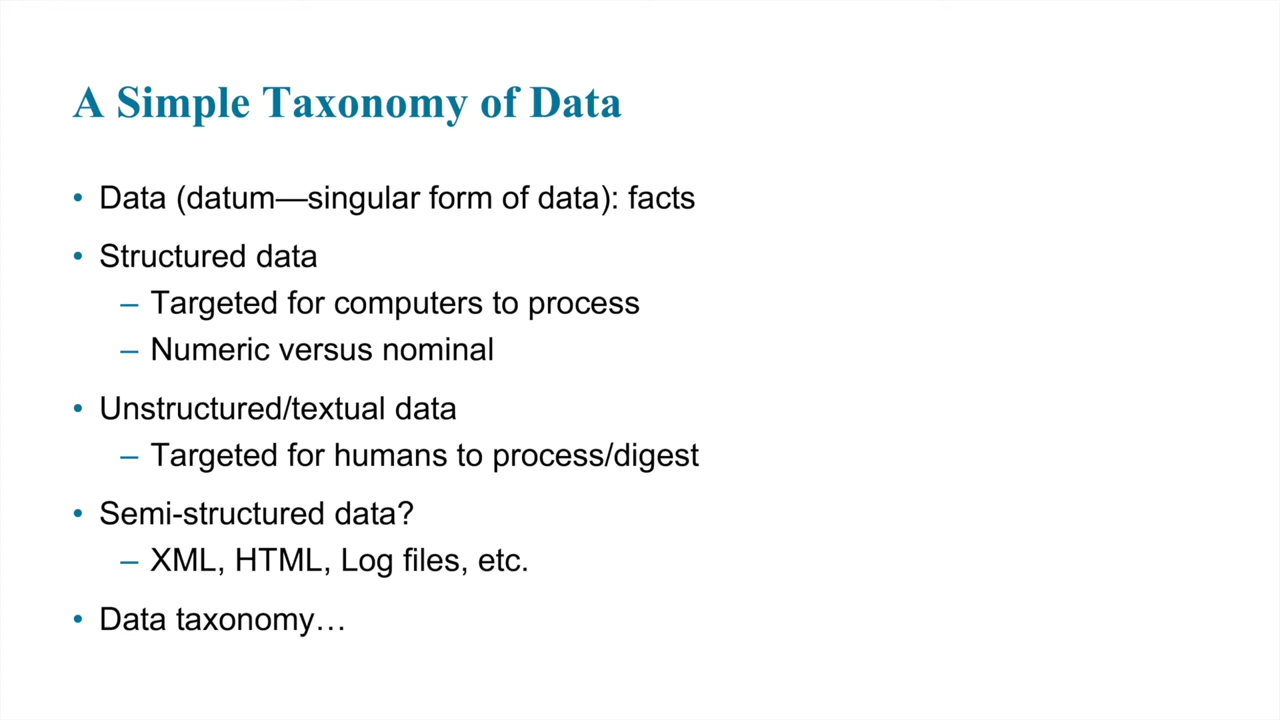 A Simple Taxonomy of Data
• Data (datum—singular form of data): facts
• Structured data
– Targeted for computers to process
– Numeric versus nominal
• Unstructured/textual data
– Targeted for humans to process/digest
• Semi-structured data?
– XML, HTML, Log files, etc.
• Data taxonomy…